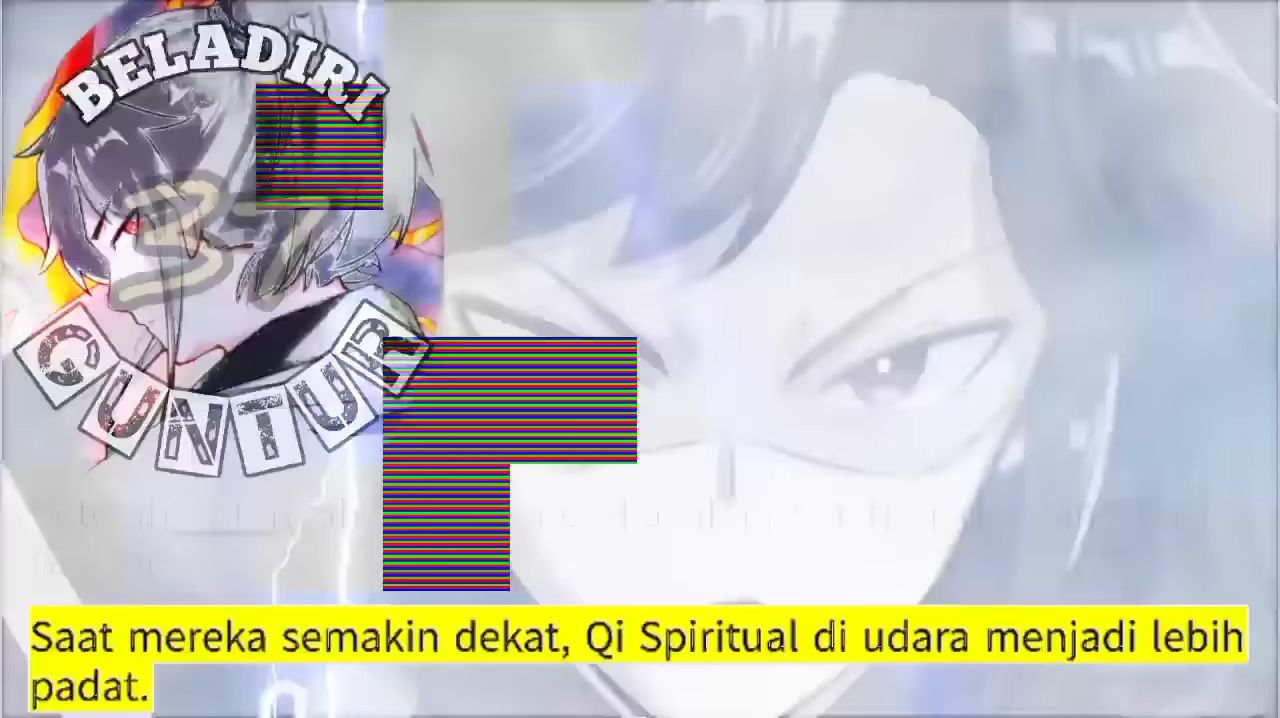 BELADIRI
GUNTUR
Saat mereka semakin dekat, Qi Spiritual di udara menjadi lebih
padat.